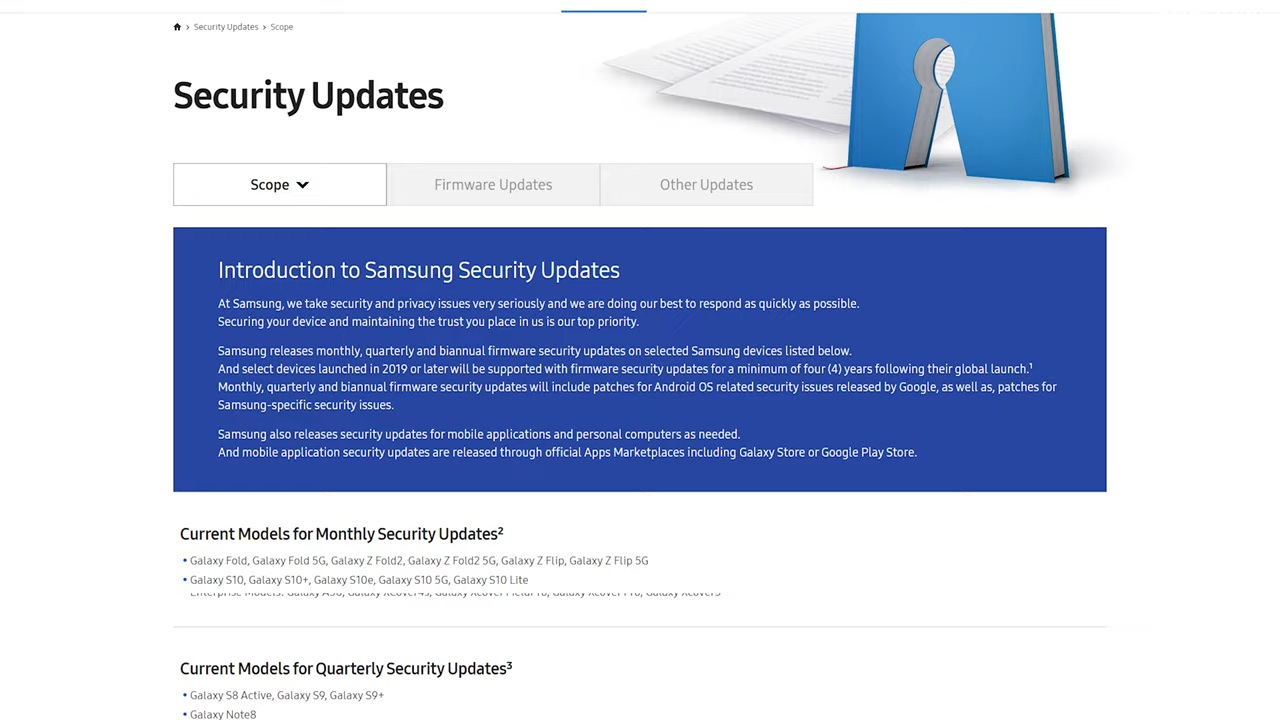 Security Updates > Scope
Security Updates
Scope
Firmware Updates
Other Updates
Introduction to Samsung Security Updates
At Samsung, we take security and privacy issues very seriously and we are doing our best to respond as quickly as possible.
Securing your device and maintaining the trust you place in us is our top priority.
Samsung releases monthly, quarterly and biannual firmware security updates on selected Samsung devices listed below.
And select devices launched in 2019 or later will be supported with firmware security updates for a minimum of four (4) years following their global launch.¹
Monthly, quarterly and biannual firmware security updates will include patches for Android OS related security issues released by Google, as well as, patches for
Samsung-specific security issues.
Samsung also releases security updates for mobile applications and personal computers as needed.
And mobile application security updates are released through official Apps Marketplaces including Galaxy Store or Google Play Store.
Current Models for Monthly Security Updates²
• Galaxy Fold, Galaxy Fold 5G, Galaxy Z Fold2, Galaxy Z Fold2 5G, Galaxy Z Flip, Galaxy Z Flip 5G
• Galaxy S10, Galaxy S10+, Galaxy S10e, Galaxy S10 5G, Galaxy S10 Lite
Current Models for Quarterly Security Updates³
• Galaxy S8 Active, Galaxy S9, Galaxy S9+
• Galaxy Note8